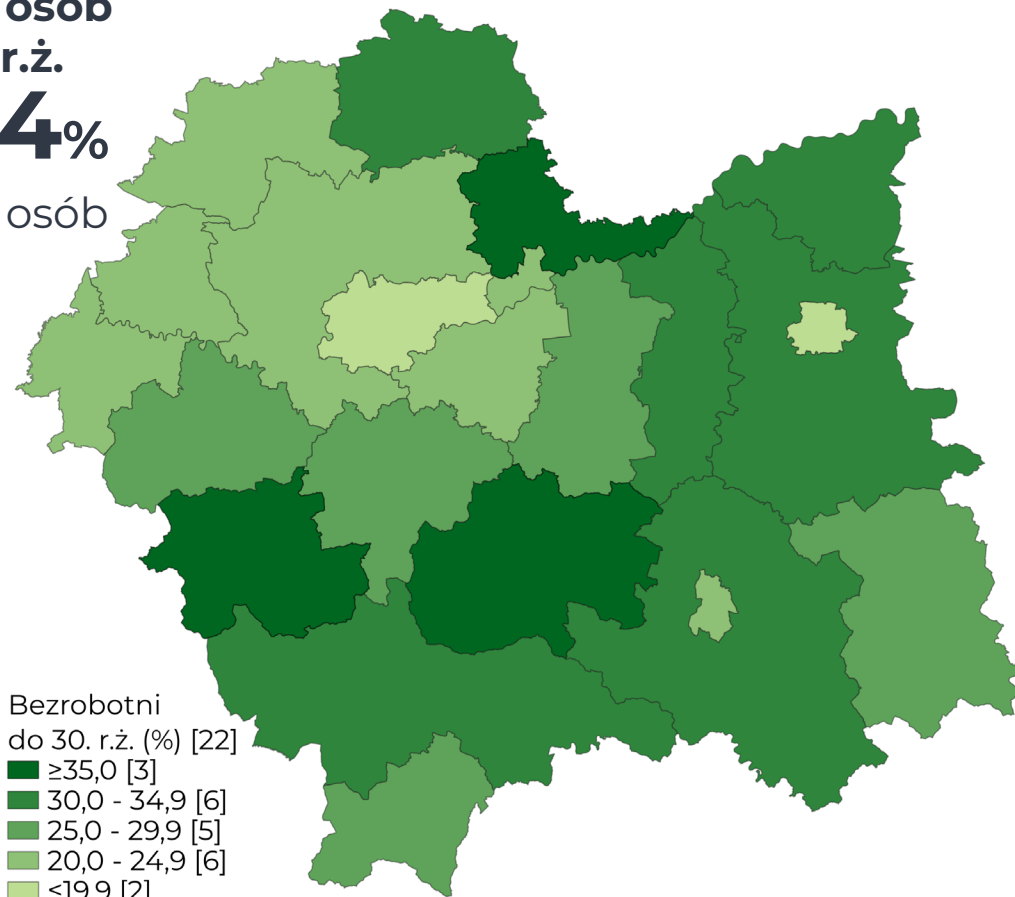 osób
r.ż.
4%
osób
Bezrobotni
do 30. r.ż. (%) [22]
≥35,0 [3]
30,0 - 34,9 [6]
25,0 - 29,9 [5]
20,0 - 24,9 [6]
≤19,9 [2]